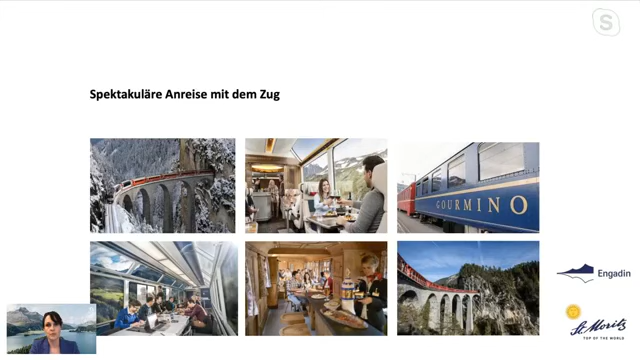 Spektakuläre Anreise mit dem Zug
GOURMINO
Engadin
St. Moritz
TOP OF THE WORLD